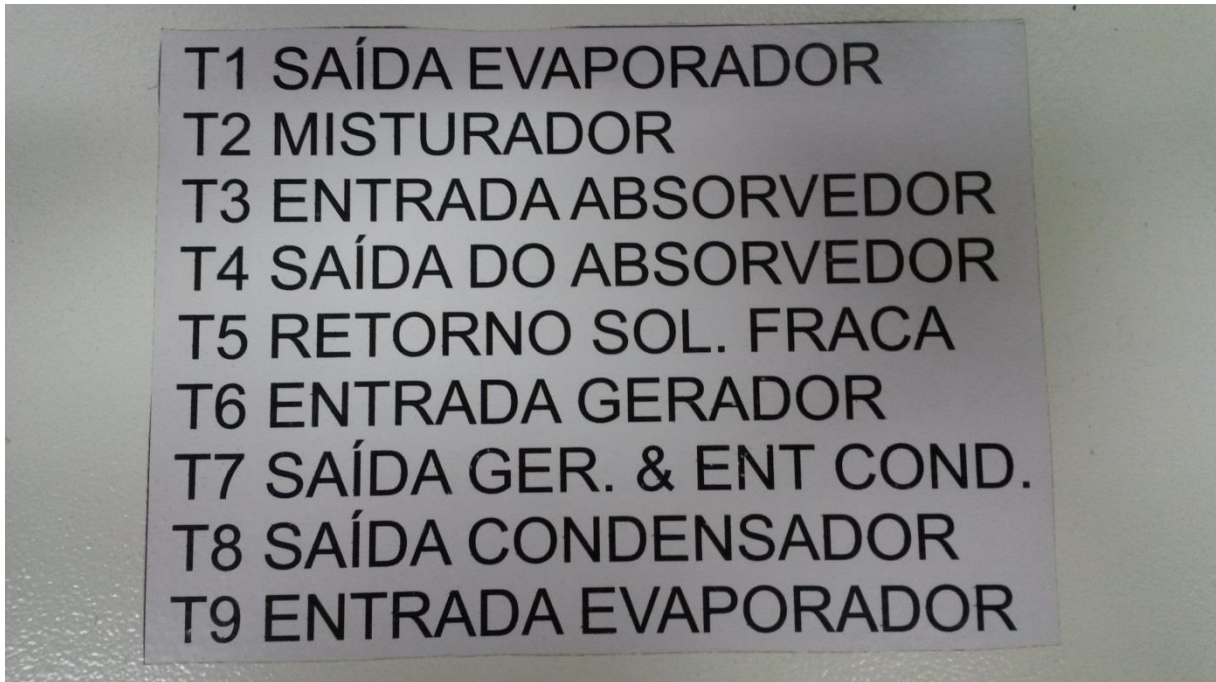 T1 SAÍDA EVAPORADOR
T2 MISTURADOR
T3 ENTRADA ABSORVEDOR
T4 SAÍDA DO ABSORVEDOR
T5 RETORNO SOL. FRACA
T6 ENTRADA GERADOR
T7 SAÍDA GER. & ENT COND.
T8 SAÍDA CONDENSADOR
T9 ENTRADA EVAPORADOR